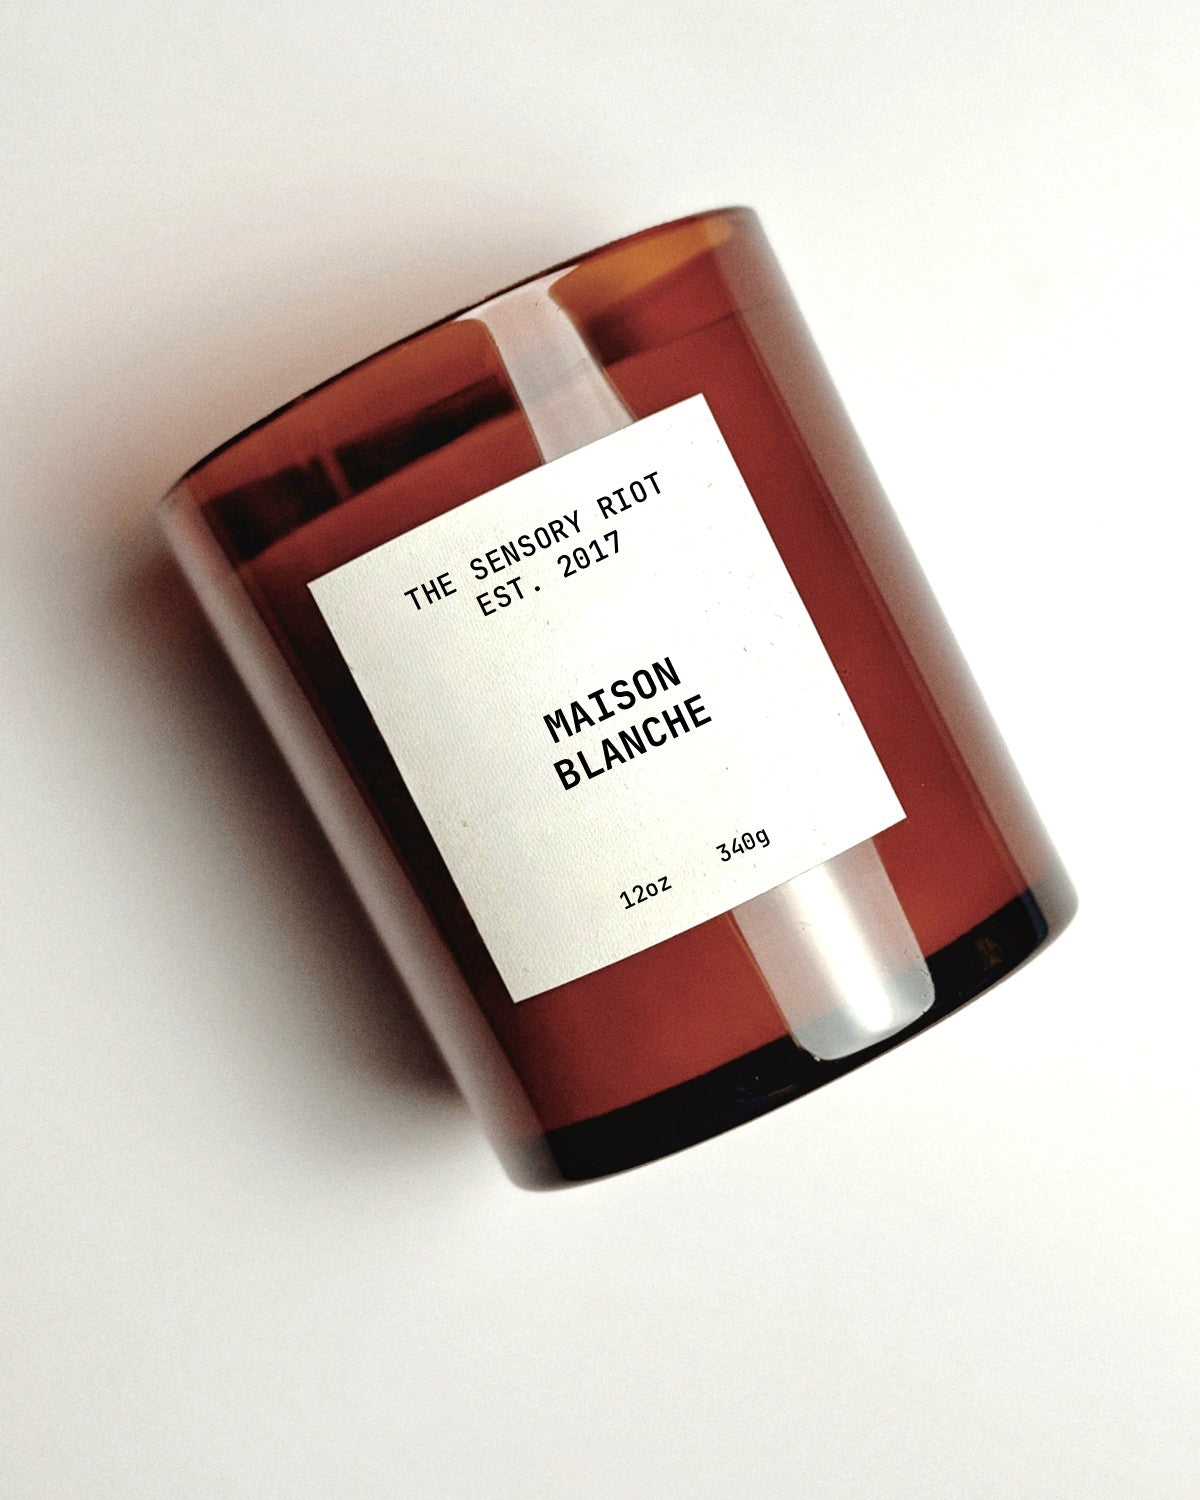 THE SENSORY RIOT
EST. 2017
MAISON
BLANCHE
12oz 340g